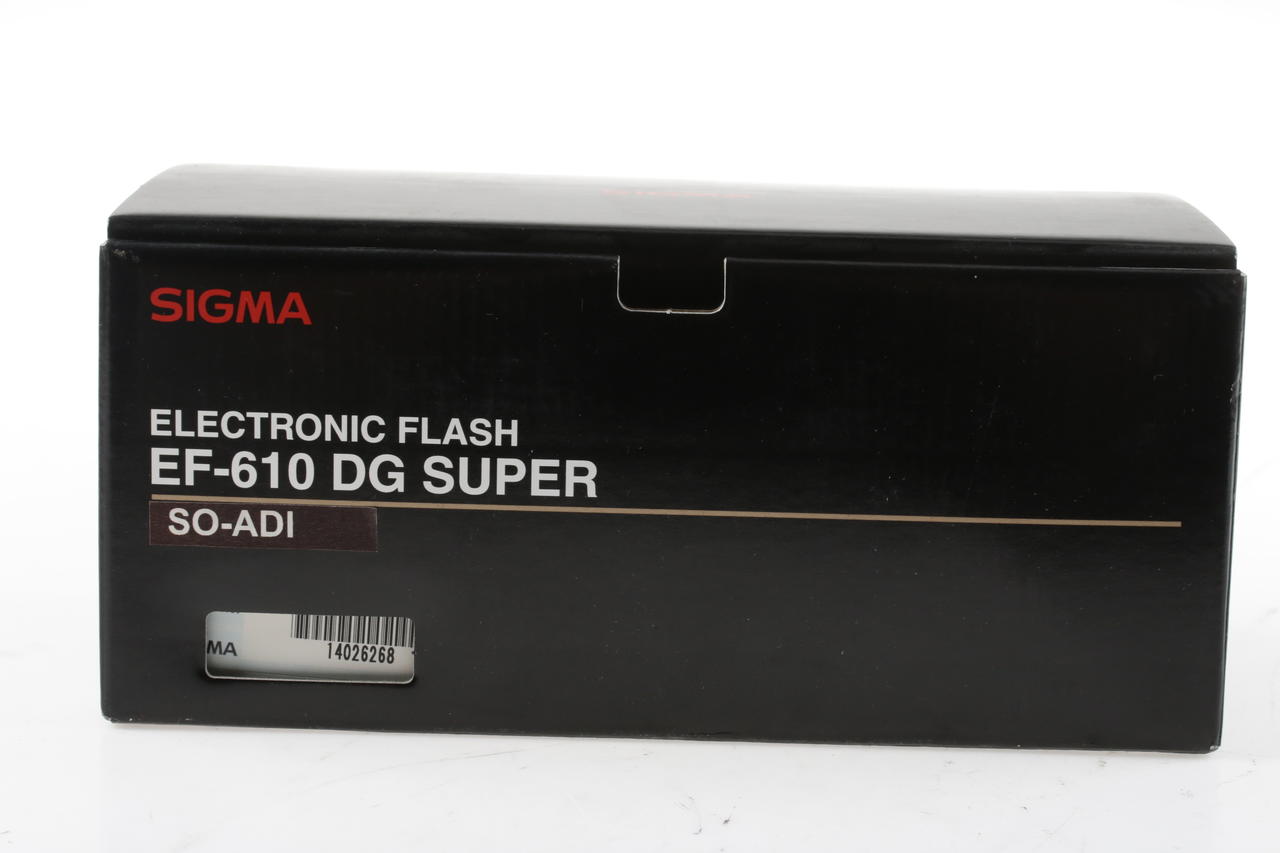 SIGMA
ELECTRONIC FLASH
EF-610 DG SUPER
SO-ADI
MA
14026268